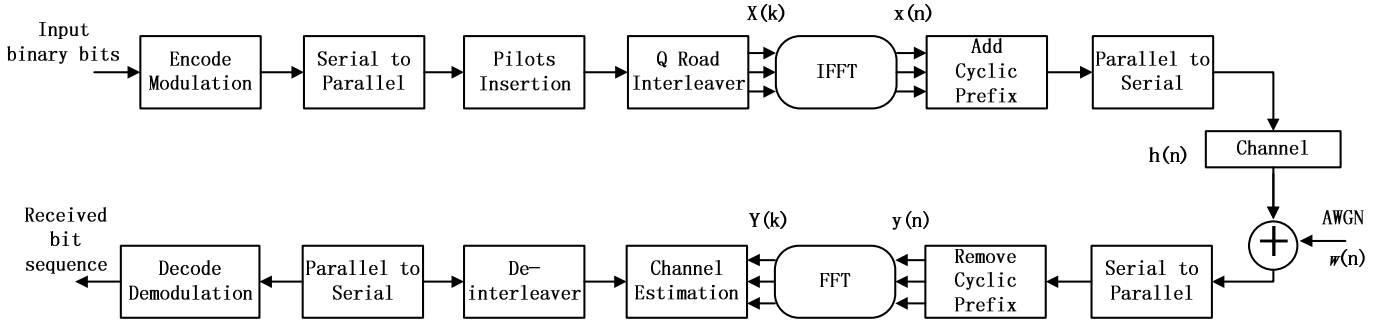 Input
binary bits
Encode
Modulation
Serial to
Parallel
Pilots
Insertion
Q Road
Interleaver
X(k)
IFFT
x(n)
Add
Cyclic
Prefix
Parallel to
Serial
h(n)
Channel
AWGN
w(n)
Serial to
Parallel
Remove
Cyclic
Prefix
y(n)
FFT
Y(k)
Channel
Estimation
De-
interleaver
Parallel to
Serial
Decode
Demodulation
Received
bit
sequence